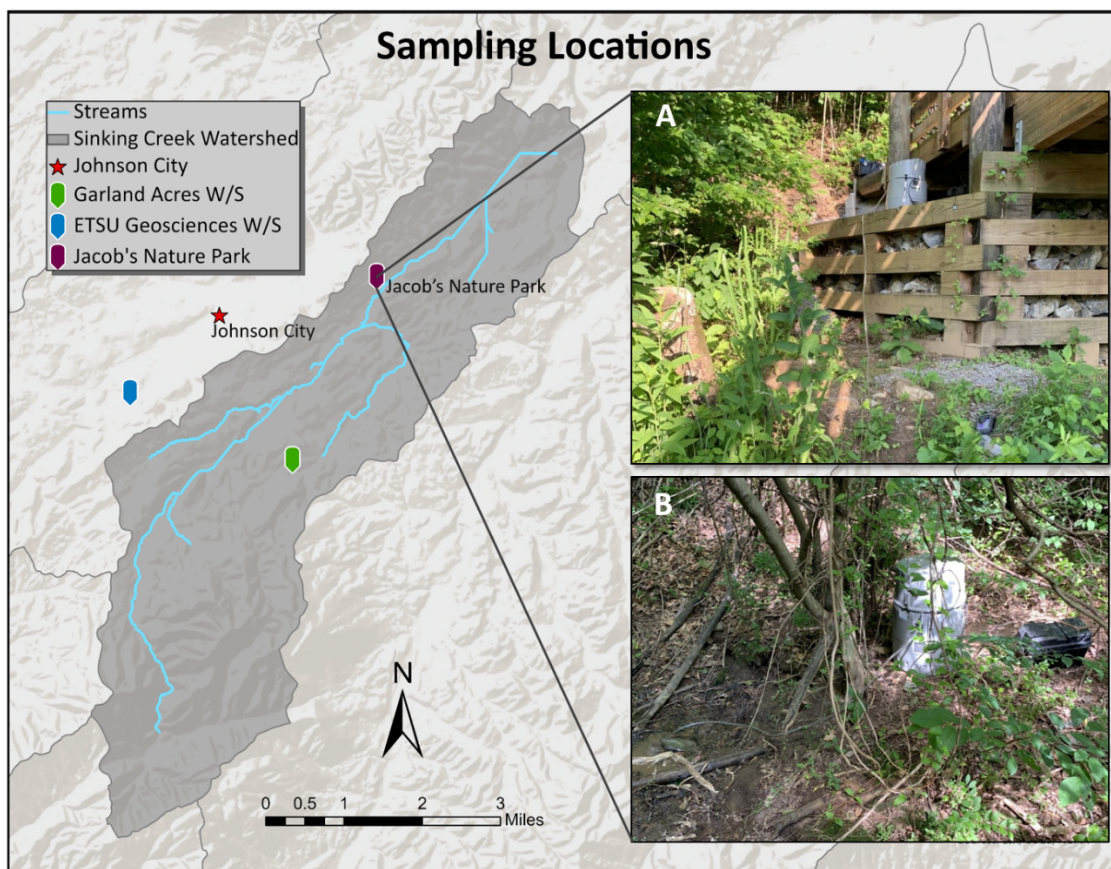 Sampling Locations
Streams
Sinking Creek Watershed
Johnson City
Garland Acres W/S
ETSU Geosciences W/S
Jacob's Nature Park
A
Jacob's Nature Park
Johnson City
B
N
0 0.5 1 2 3
Miles